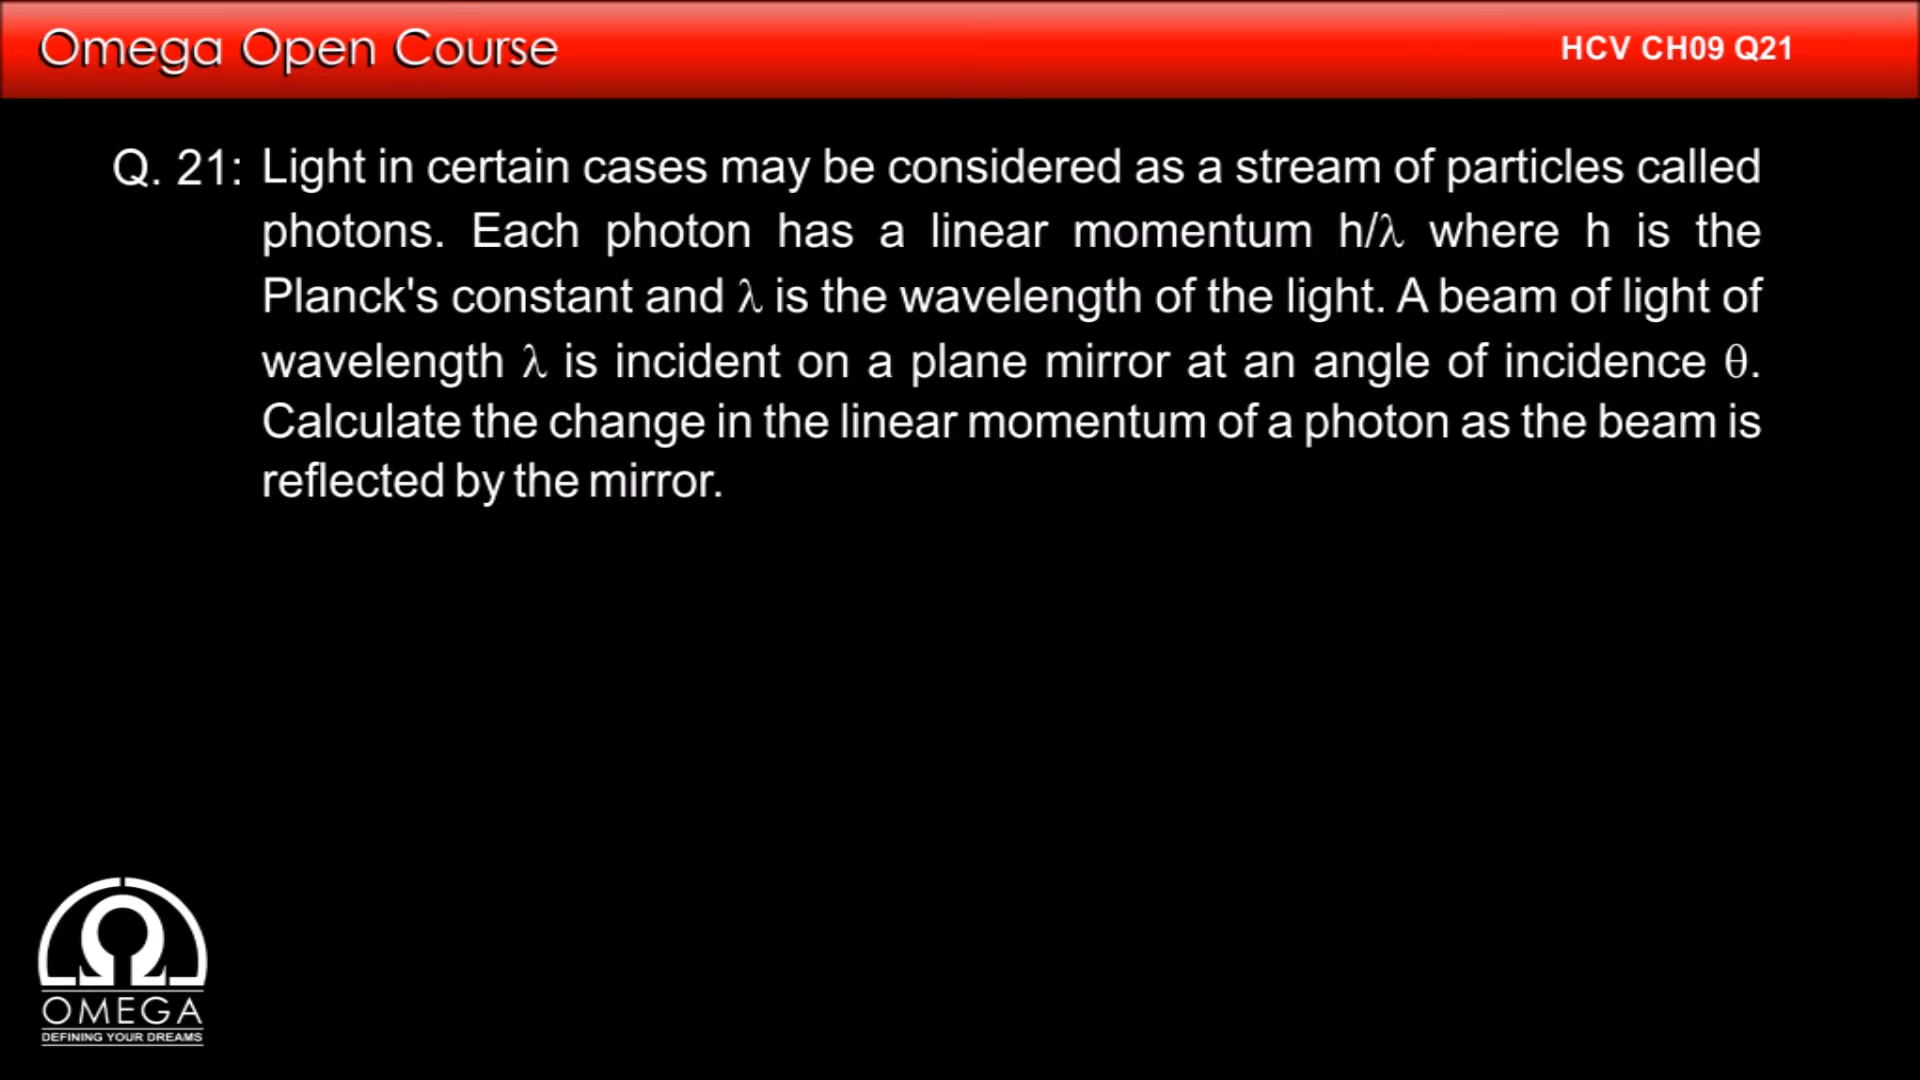 Omega Open Course
HCV CH09 Q21
Q. 21: Light in certain cases may be considered as a stream of particles called
photons. Each photon has a linear momentum h/λ where h is the
Planck's constant and λ is the wavelength of the light. A beam of light of
wavelength λ is incident on a plane mirror at an angle of incidence θ.
Calculate the change in the linear momentum of a photon as the beam is
reflected by the mirror.
OMEGA
DEFINING YOUR DREAMS